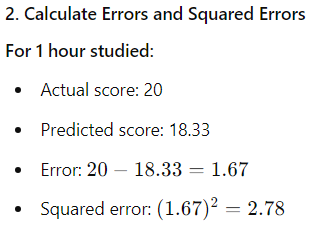 2. Calculate Errors and Squared Errors
For 1 hour studied:
• Actual score: 20
• Predicted score: 18.33
• Error: 20 − 18.33 = 1.67
• Squared error: (1.67)² = 2.78